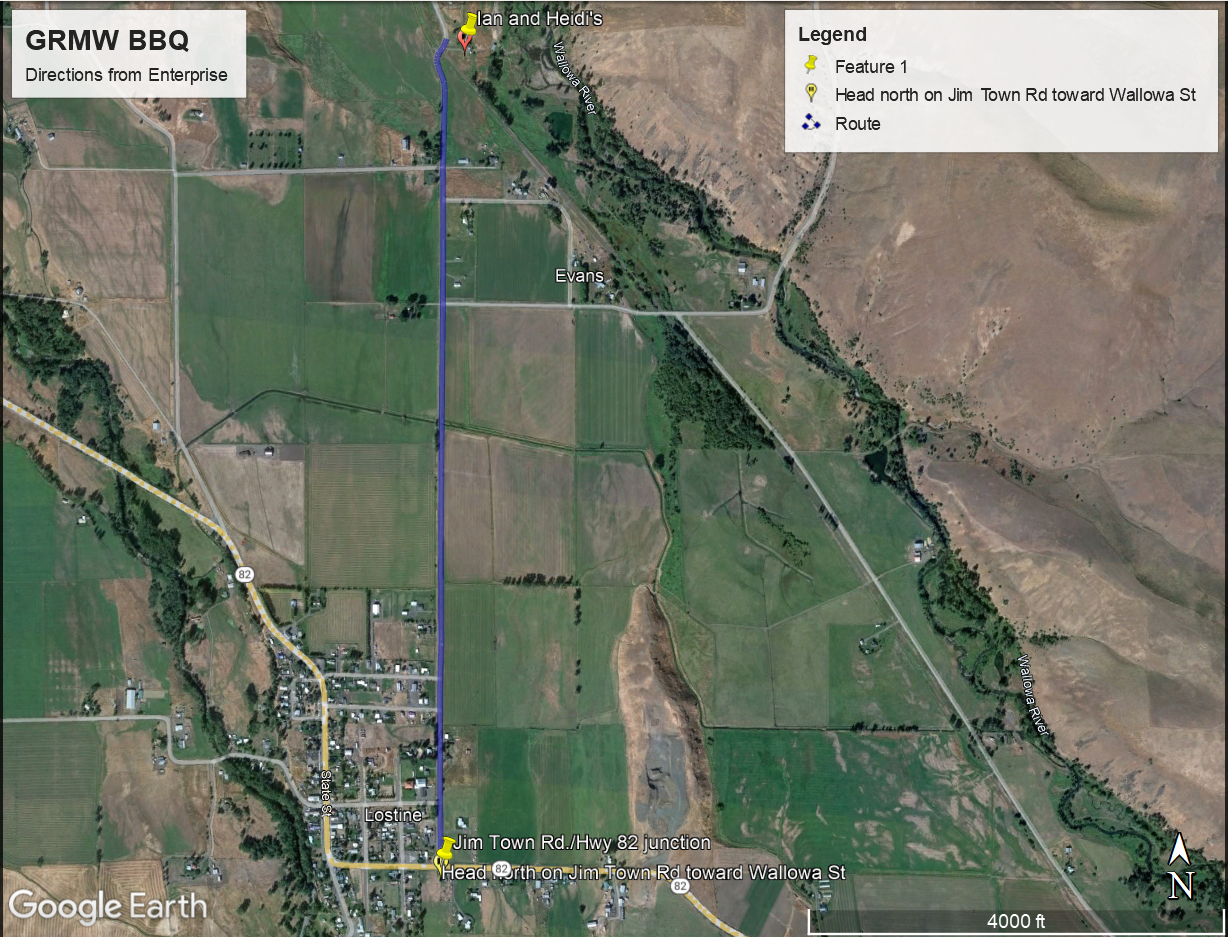 GRMW BBQ
Directions from Enterprise
Ian and Heidi's
Legend
Feature 1
Head north on Jim Town Rd toward Wallowa St
Route
Wallowa River
Evans
82
Wallowa River
State St
Lostine
Jim Town Rd./Hwy 82 junction
82
Head north on Jim Town Rd toward Wallowa St
82
N
Google Earth
4000 ft